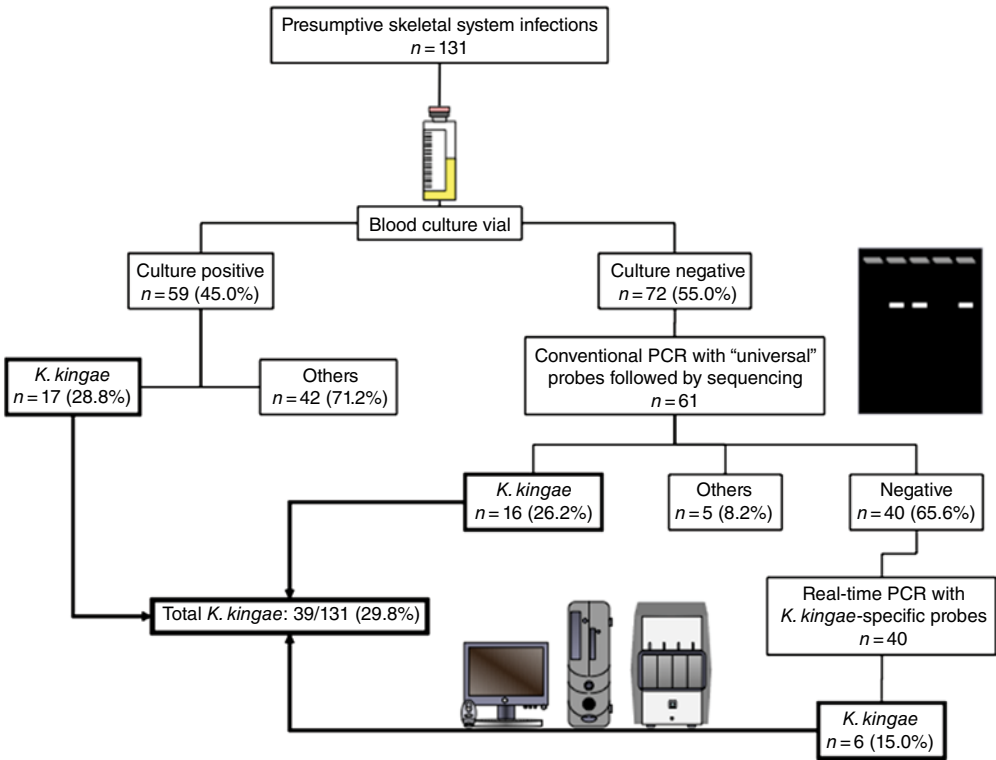 Presumptive skeletal system infections
n = 131
Blood culture vial
Culture positive
n = 59 (45.0%)
Culture negative
n = 72 (55.0%)
K. kingae
n = 17 (28.8%)
Others
n = 42 (71.2%)
Conventional PCR with “universal”
probes followed by sequencing
n = 61
K. kingae
n = 16 (26.2%)
Others
n = 5 (8.2%)
Negative
n = 40 (65.6%)
Real-time PCR with
K. kingae-specific probes
n = 40
Total K. kingae: 39/131 (29.8%)
K. kingae
n = 6 (15.0%)